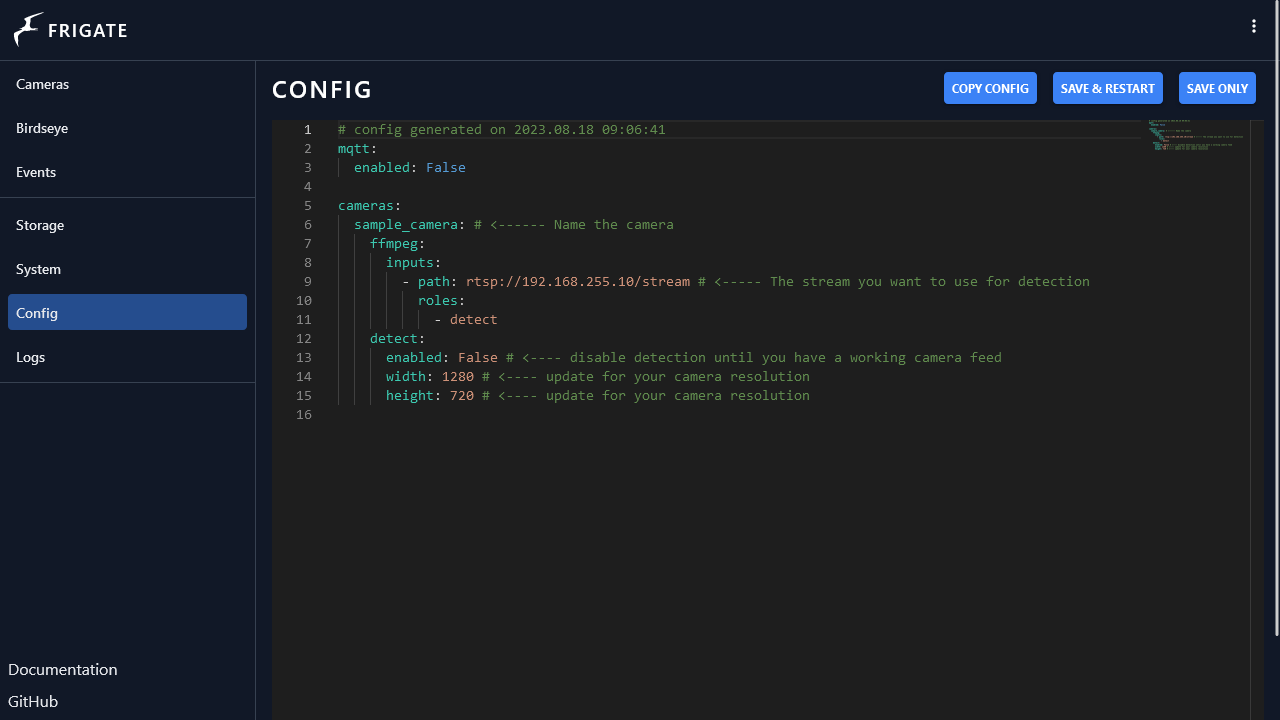 FRIGATE
Cameras
Birdseye
Events
Storage
System
Config
Logs
Documentation
GitHub
CONFIG
COPY CONFIG
SAVE & RESTART
SAVE ONLY
1 # config generated on 2023.08.18 09:06:41
2 mqtt:
3   enabled: False
4
5 cameras:
6   sample_camera: # <------ Name the camera
7     ffmpeg:
8       inputs:
9         - path: rtsp://192.168.255.10/stream # <----- The stream you want to use for detection
10           roles:
11             - detect
12     detect:
13       enabled: False # <---- disable detection until you have a working camera feed
14       width: 1280 # <---- update for your camera resolution
15       height: 720 # <---- update for your camera resolution
16